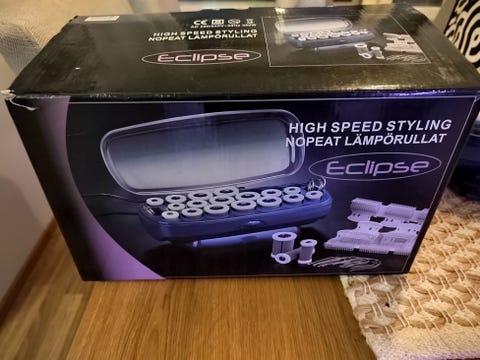 HIGH SPEED STYLING
NOPEAT LÄMPÖRULLAT
Eclipse
HIGH SPEED STYLING
NOPEAT LÄMPÖRULLAT
Eclipse